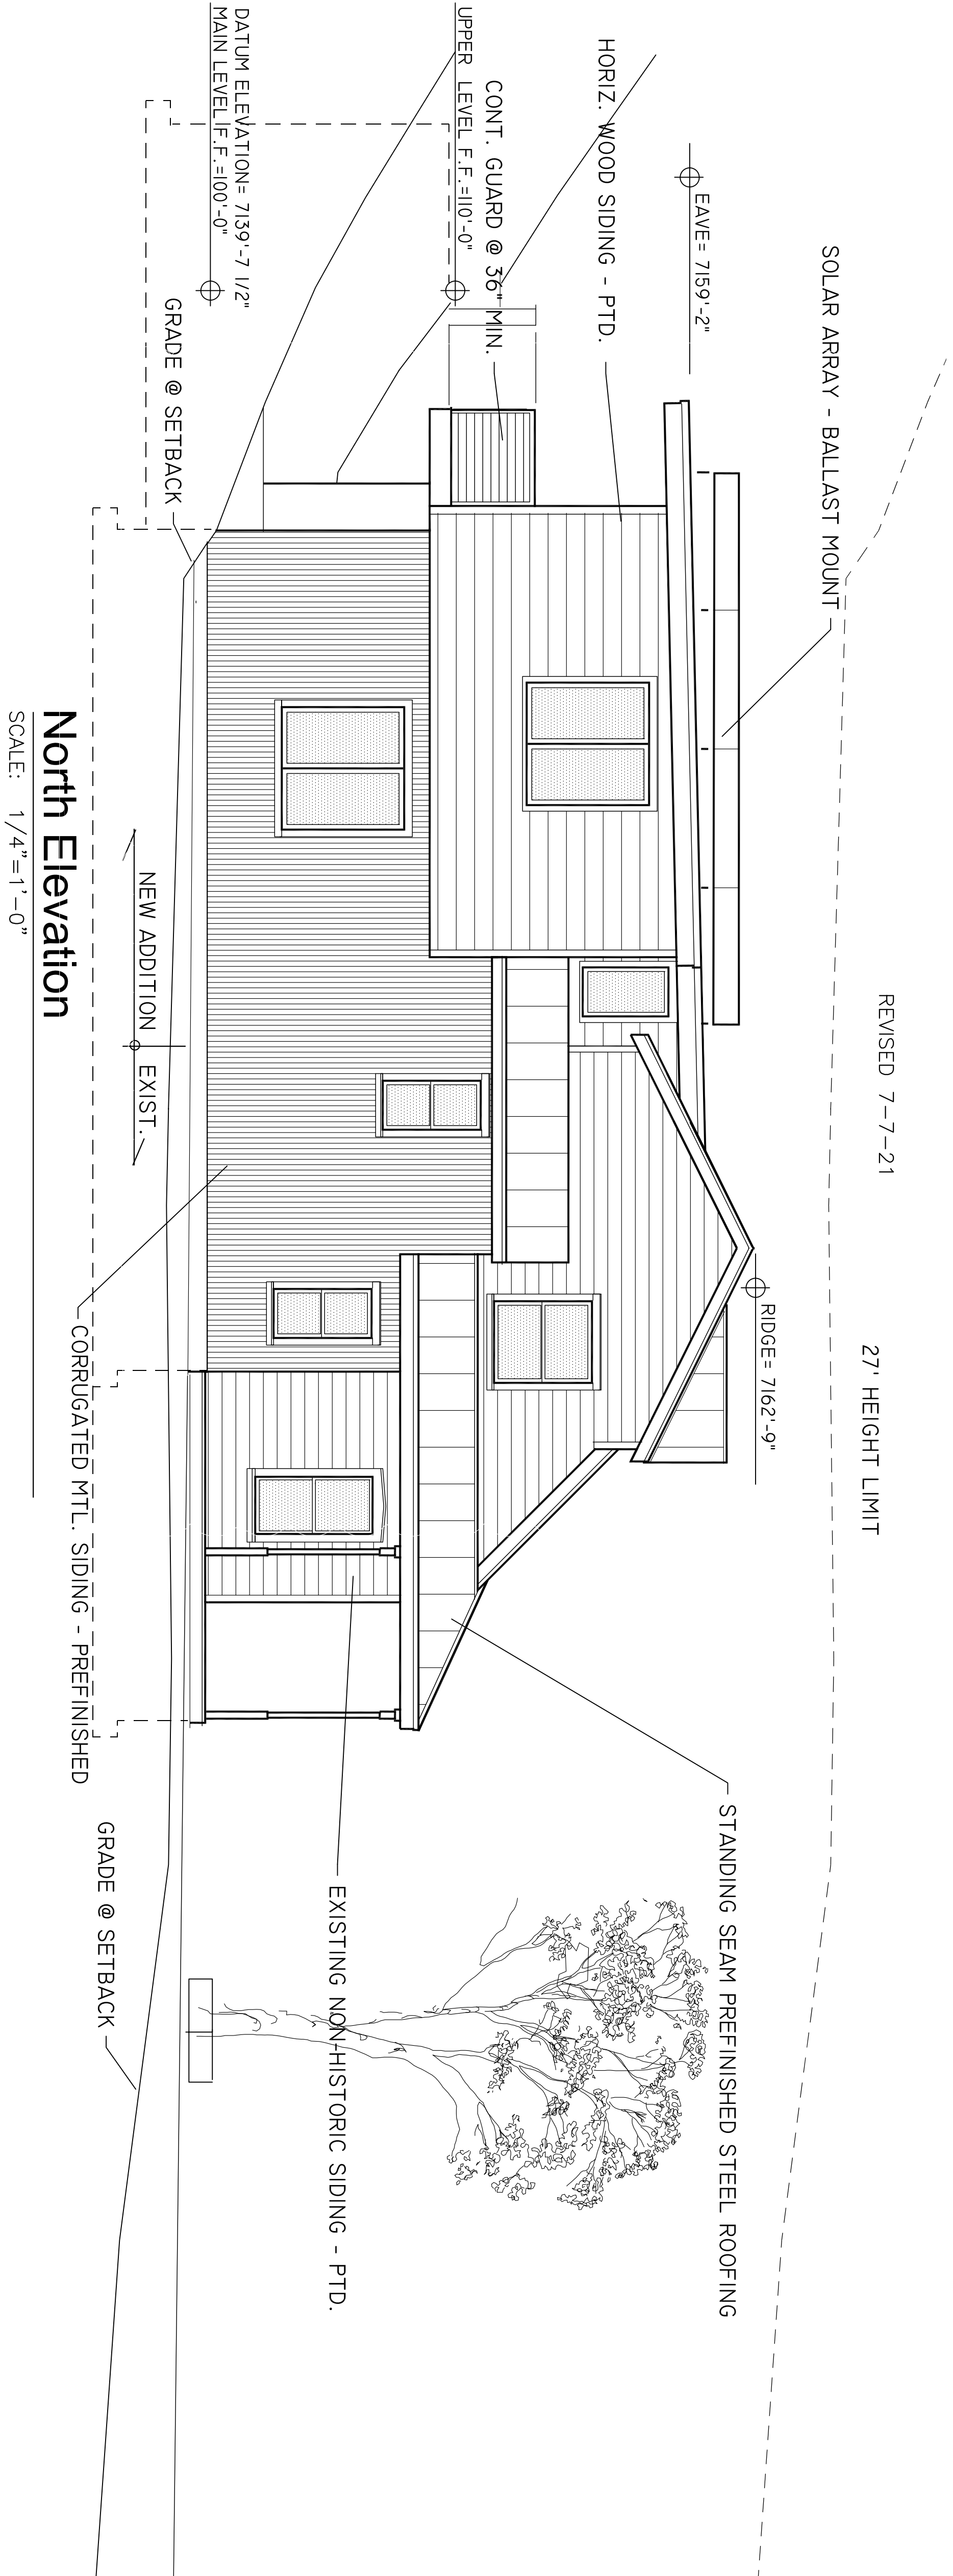 REVISED 7-7-21
27' HEIGHT LIMIT
SOLAR ARRAY - BALLAST MOUNT
RIDGE= 7162'-9"
STANDING SEAM PREFINISHED STEEL ROOFING
EAVE= 7159'-2"
HORIZ. WOOD SIDING - PTD.
CONT. GUARD @ 36" MIN.
UPPER LEVEL F.F.=110'-0"
EXISTING NON-HISTORIC SIDING - PTD.
DATUM ELEVATION= 7139'-7 1/2"
MAIN LEVEL F.F.=100'-0"
GRADE @ SETBACK
NEW ADDITION
EXIST.
GRADE @ SETBACK
CORRUGATED MTL. SIDING - PREFINISHED
North Elevation
SCALE: 1/4"=1'-0"